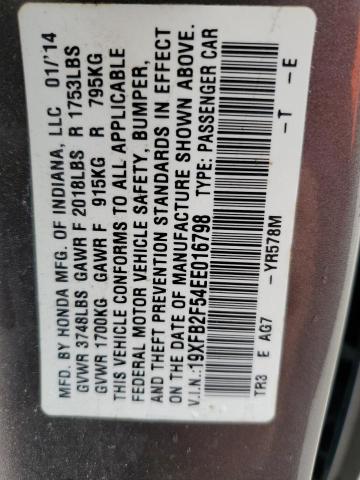 MFD. BY HONDA MFG. OF INDIANA, LLC 01/'14
GVWR 3748LBS GAWR F 2018LBS R 1753LBS
GVWR 1700KG GAWR F 915KG R 795KG
THIS VEHICLE CONFORMS TO ALL APPLICABLE
FEDERAL MOTOR VEHICLE SAFETY, BUMPER,
AND THEFT PREVENTION STANDARDS IN EFFECT
ON THE DATE OF MANUFACTURE SHOWN ABOVE.
V.I.N.:19XFB2F54EE016798 TYPE: PASSENGER CAR
TR3 E AG7 -YR578M -T -E